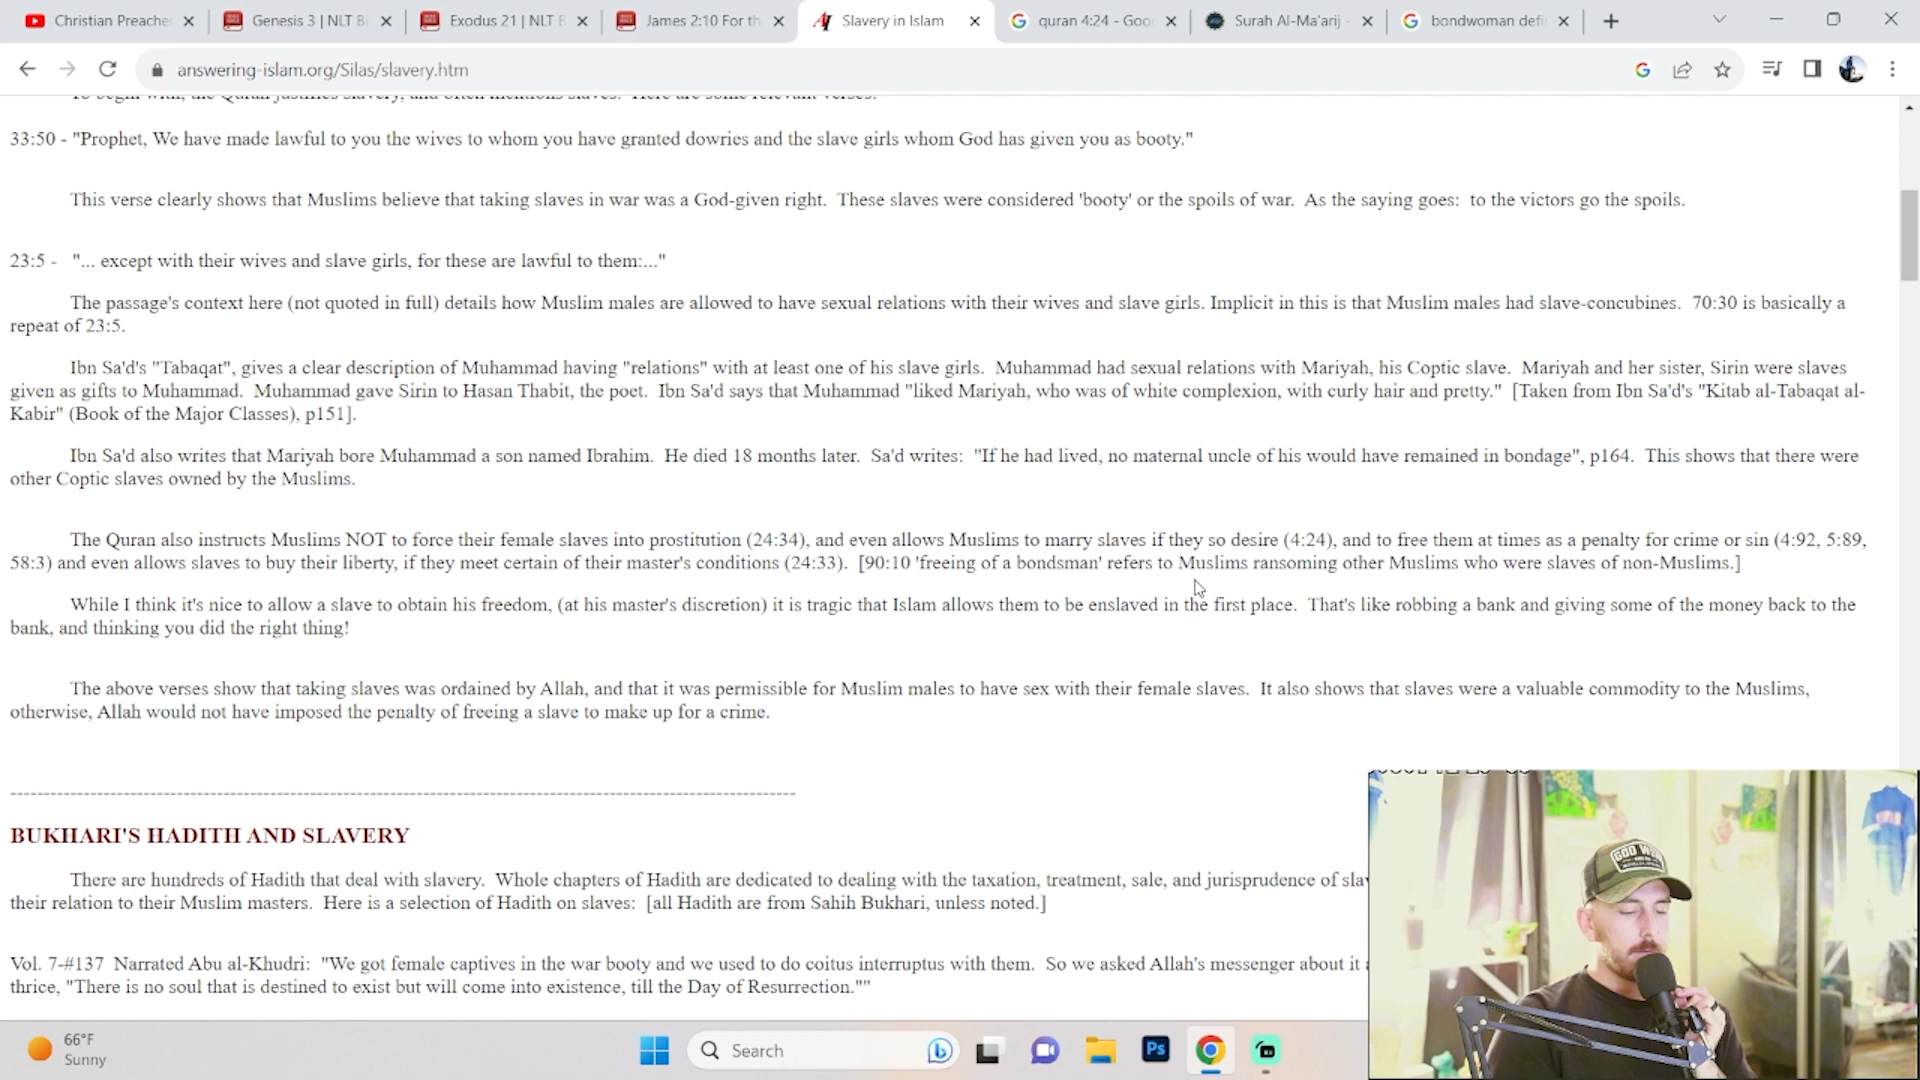 Christian Preache
Genesis 3 | NLT Bi
Exodus 21 | NLT B
James 2:10 For th
Slavery in Islam
quran 4:24 - Goo
Surah Al-Ma'arij -
bondwoman defi
answering-islam.org/Silas/slavery.htm
To begin with, the Quran justifies slavery, and often mentions slaves. Here are some relevant verses:
33:50 - "Prophet, We have made lawful to you the wives to whom you have granted dowries and the slave girls whom God has given you as booty."
This verse clearly shows that Muslims believe that taking slaves in war was a God-given right. These slaves were considered 'booty' or the spoils of war. As the saying goes: to the victors go the spoils.
23:5 - "... except with their wives and slave girls, for these are lawful to them:..."
The passage's context here (not quoted in full) details how Muslim males are allowed to have sexual relations with their wives and slave girls. Implicit in this is that Muslim males had slave-concubines. 70:30 is basically a
repeat of 23:5.
Ibn Sa'd's "Tabaqat", gives a clear description of Muhammad having "relations" with at least one of his slave girls. Muhammad had sexual relations with Mariyah, his Coptic slave. Mariyah and her sister, Sirin were slaves
given as gifts to Muhammad. Muhammad gave Sirin to Hasan Thabit, the poet. Ibn Sa'd says that Muhammad "liked Mariyah, who was of white complexion, with curly hair and pretty." [Taken from Ibn Sa'd's "Kitab al-Tabaqat al-
Kabir" (Book of the Major Classes), p151].
Ibn Sa'd also writes that Mariyah bore Muhammad a son named Ibrahim. He died 18 months later. Sa'd writes: "If he had lived, no maternal uncle of his would have remained in bondage", p164. This shows that there were
other Coptic slaves owned by the Muslims.
The Quran also instructs Muslims NOT to force their female slaves into prostitution (24:34), and even allows Muslims to marry slaves if they so desire (4:24), and to free them at times as a penalty for crime or sin (4:92, 5:89,
58:3) and even allows slaves to buy their liberty, if they meet certain of their master's conditions (24:33). [90:10 'freeing of a bondsman' refers to Muslims ransoming other Muslims who were slaves of non-Muslims.]
While I think it's nice to allow a slave to obtain his freedom, (at his master's discretion) it is tragic that Islam allows them to be enslaved in the first place. That's like robbing a bank and giving some of the money back to the
bank, and thinking you did the right thing!
The above verses show that taking slaves was ordained by Allah, and that it was permissible for Muslim males to have sex with their female slaves. It also shows that slaves were a valuable commodity to the Muslims,
otherwise, Allah would not have imposed the penalty of freeing a slave to make up for a crime.
BUKHARI'S HADITH AND SLAVERY
There are hundreds of Hadith that deal with slavery. Whole chapters of Hadith are dedicated to dealing with the taxation, treatment, sale, and jurisprudence of sla
their relation to their Muslim masters. Here is a selection of Hadith on slaves: [all Hadith are from Sahih Bukhari, unless noted.]
Vol. 7-#137 Narrated Abu al-Khudri: "We got female captives in the war booty and we used to do coitus interruptus with them. So we asked Allah's messenger about it
thrice, "There is no soul that is destined to exist but will come into existence, till the Day of Resurrection.""
GOD
66°F
Sunny
Search
Ps